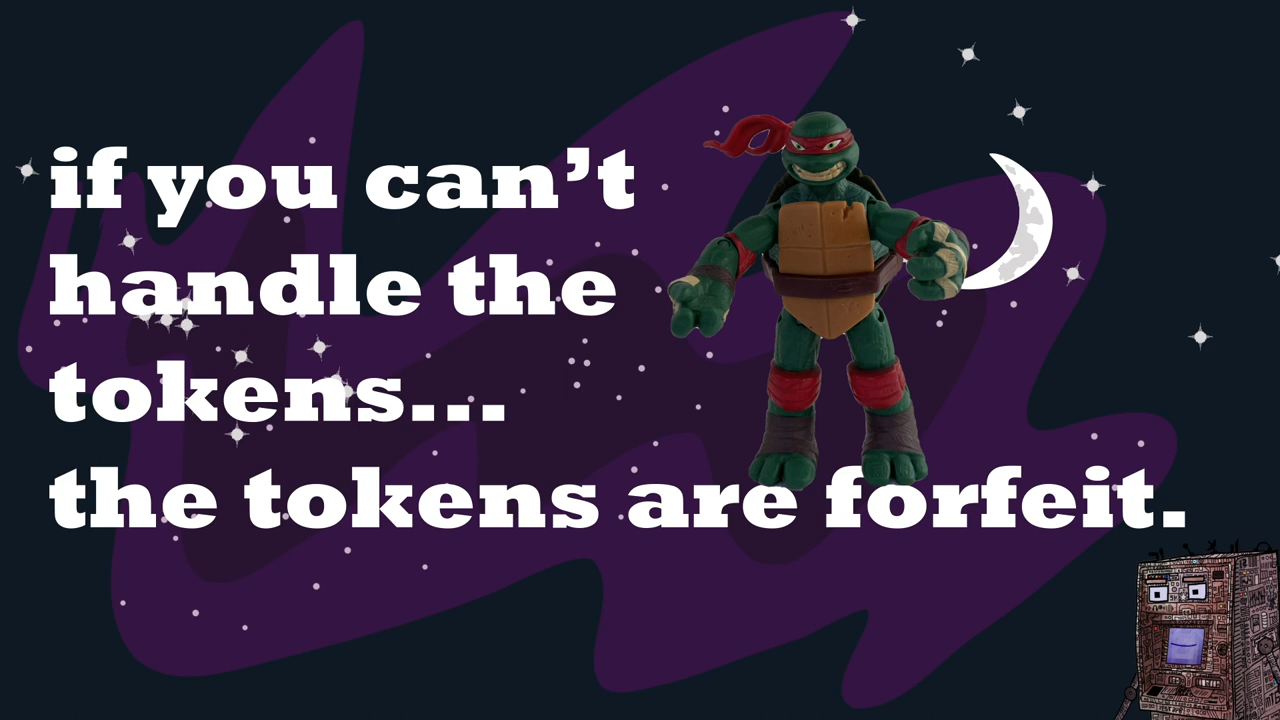 if you can’t
handle the
tokens...
the tokens are forfeit.